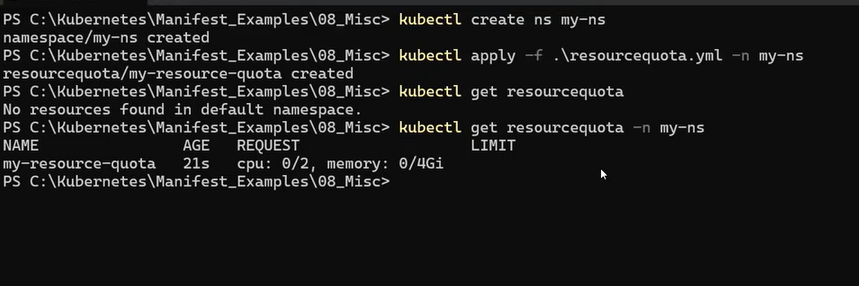 PS C:\Kubernetes\Manifest_Examples\08_Misc> kubectl create ns my-ns
namespace/my-ns created
PS C:\Kubernetes\Manifest_Examples\08_Misc> kubectl apply -f .\resourcequota.yml -n my-ns
resourcequota/my-resource-quota created
PS C:\Kubernetes\Manifest_Examples\08_Misc> kubectl get resourcequota
No resources found in default namespace.
PS C:\Kubernetes\Manifest_Examples\08_Misc> kubectl get resourcequota -n my-ns
NAME                AGE   REQUEST                   LIMIT
my-resource-quota   21s   cpu: 0/2, memory: 0/4Gi
PS C:\Kubernetes\Manifest_Examples\08_Misc>